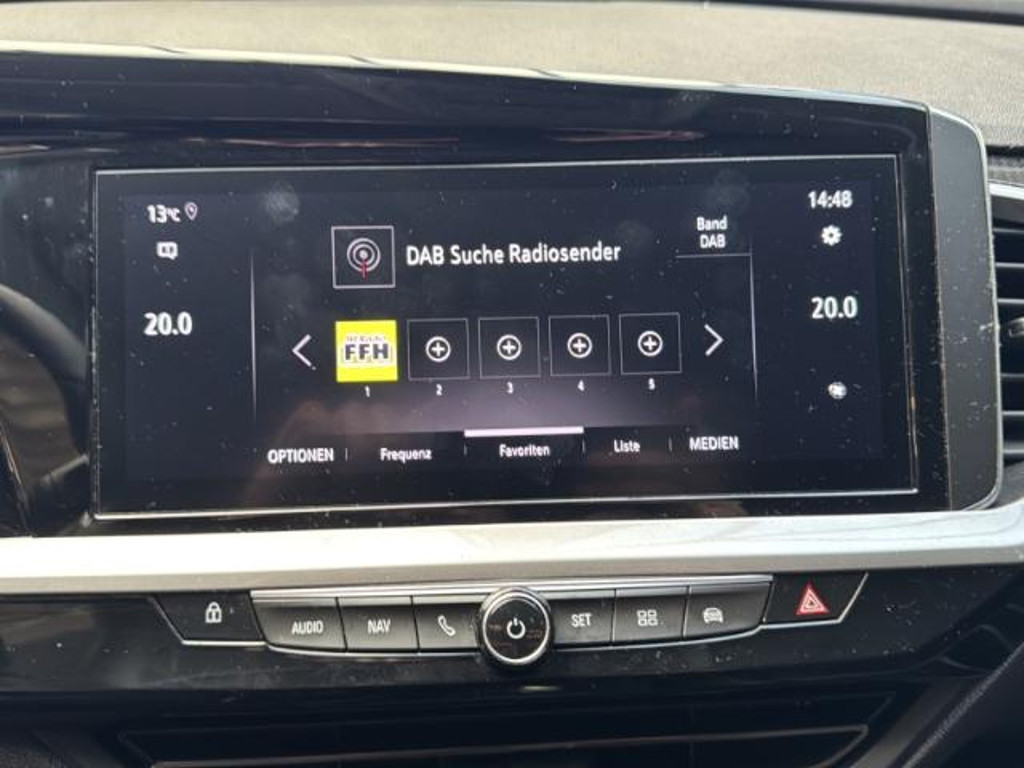 13°C
14:48
DAB Suche Radiosender
Band
DAB
20.0
20.0
FFH
1
2
3
4
5
OPTIONEN
Frequenz
Favoriten
Liste
MEDIEN
AUDIO
NAV
SET